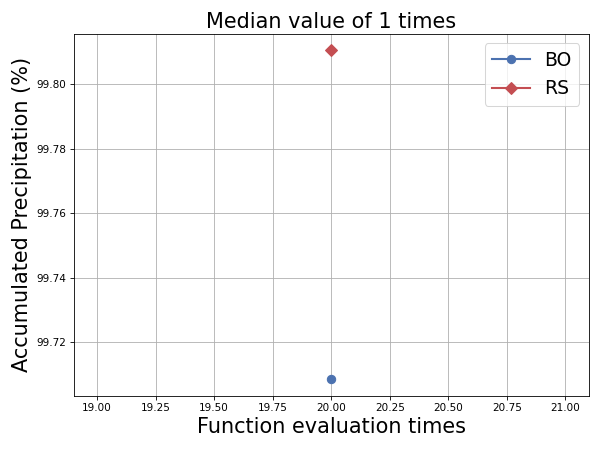 Median value of 1 times
BO
RS
Accumulated Precipitation (%)
99.80
99.78
99.76
99.74
99.72
19.00 19.25 19.50 19.75 20.00 20.25 20.50 20.75 21.00
Function evaluation times